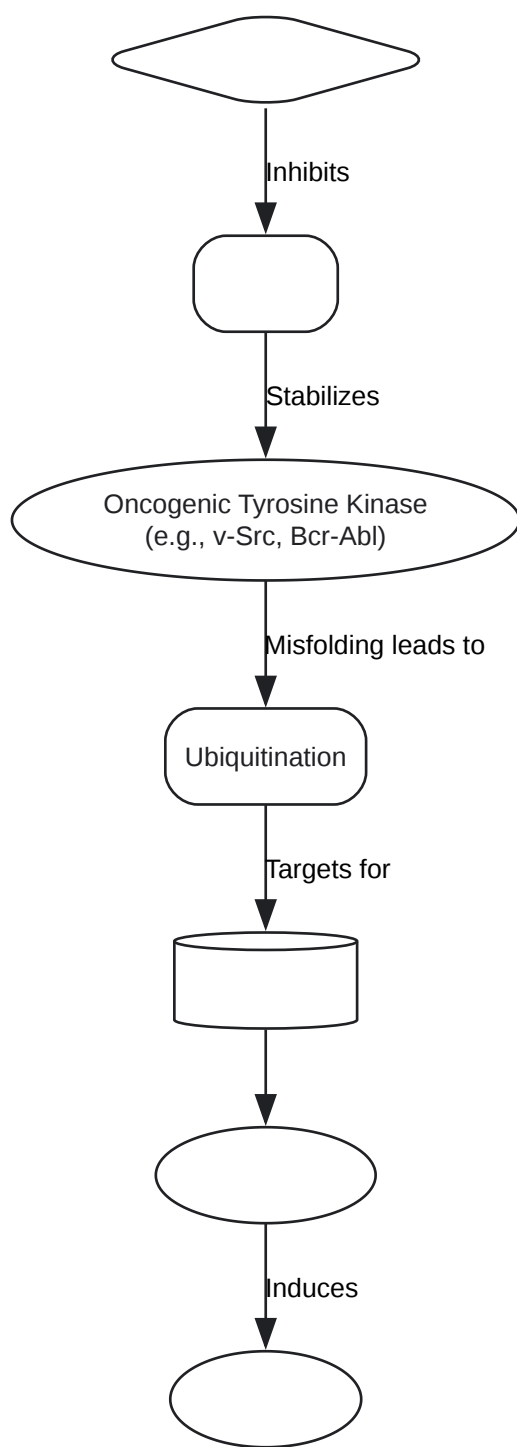 Inhibits
Stabilizes
Oncogenic Tyrosine Kinase
(e.g., v-Src, Bcr-Abl)
Misfolding leads to
Ubiquitination
Targets for
Induces